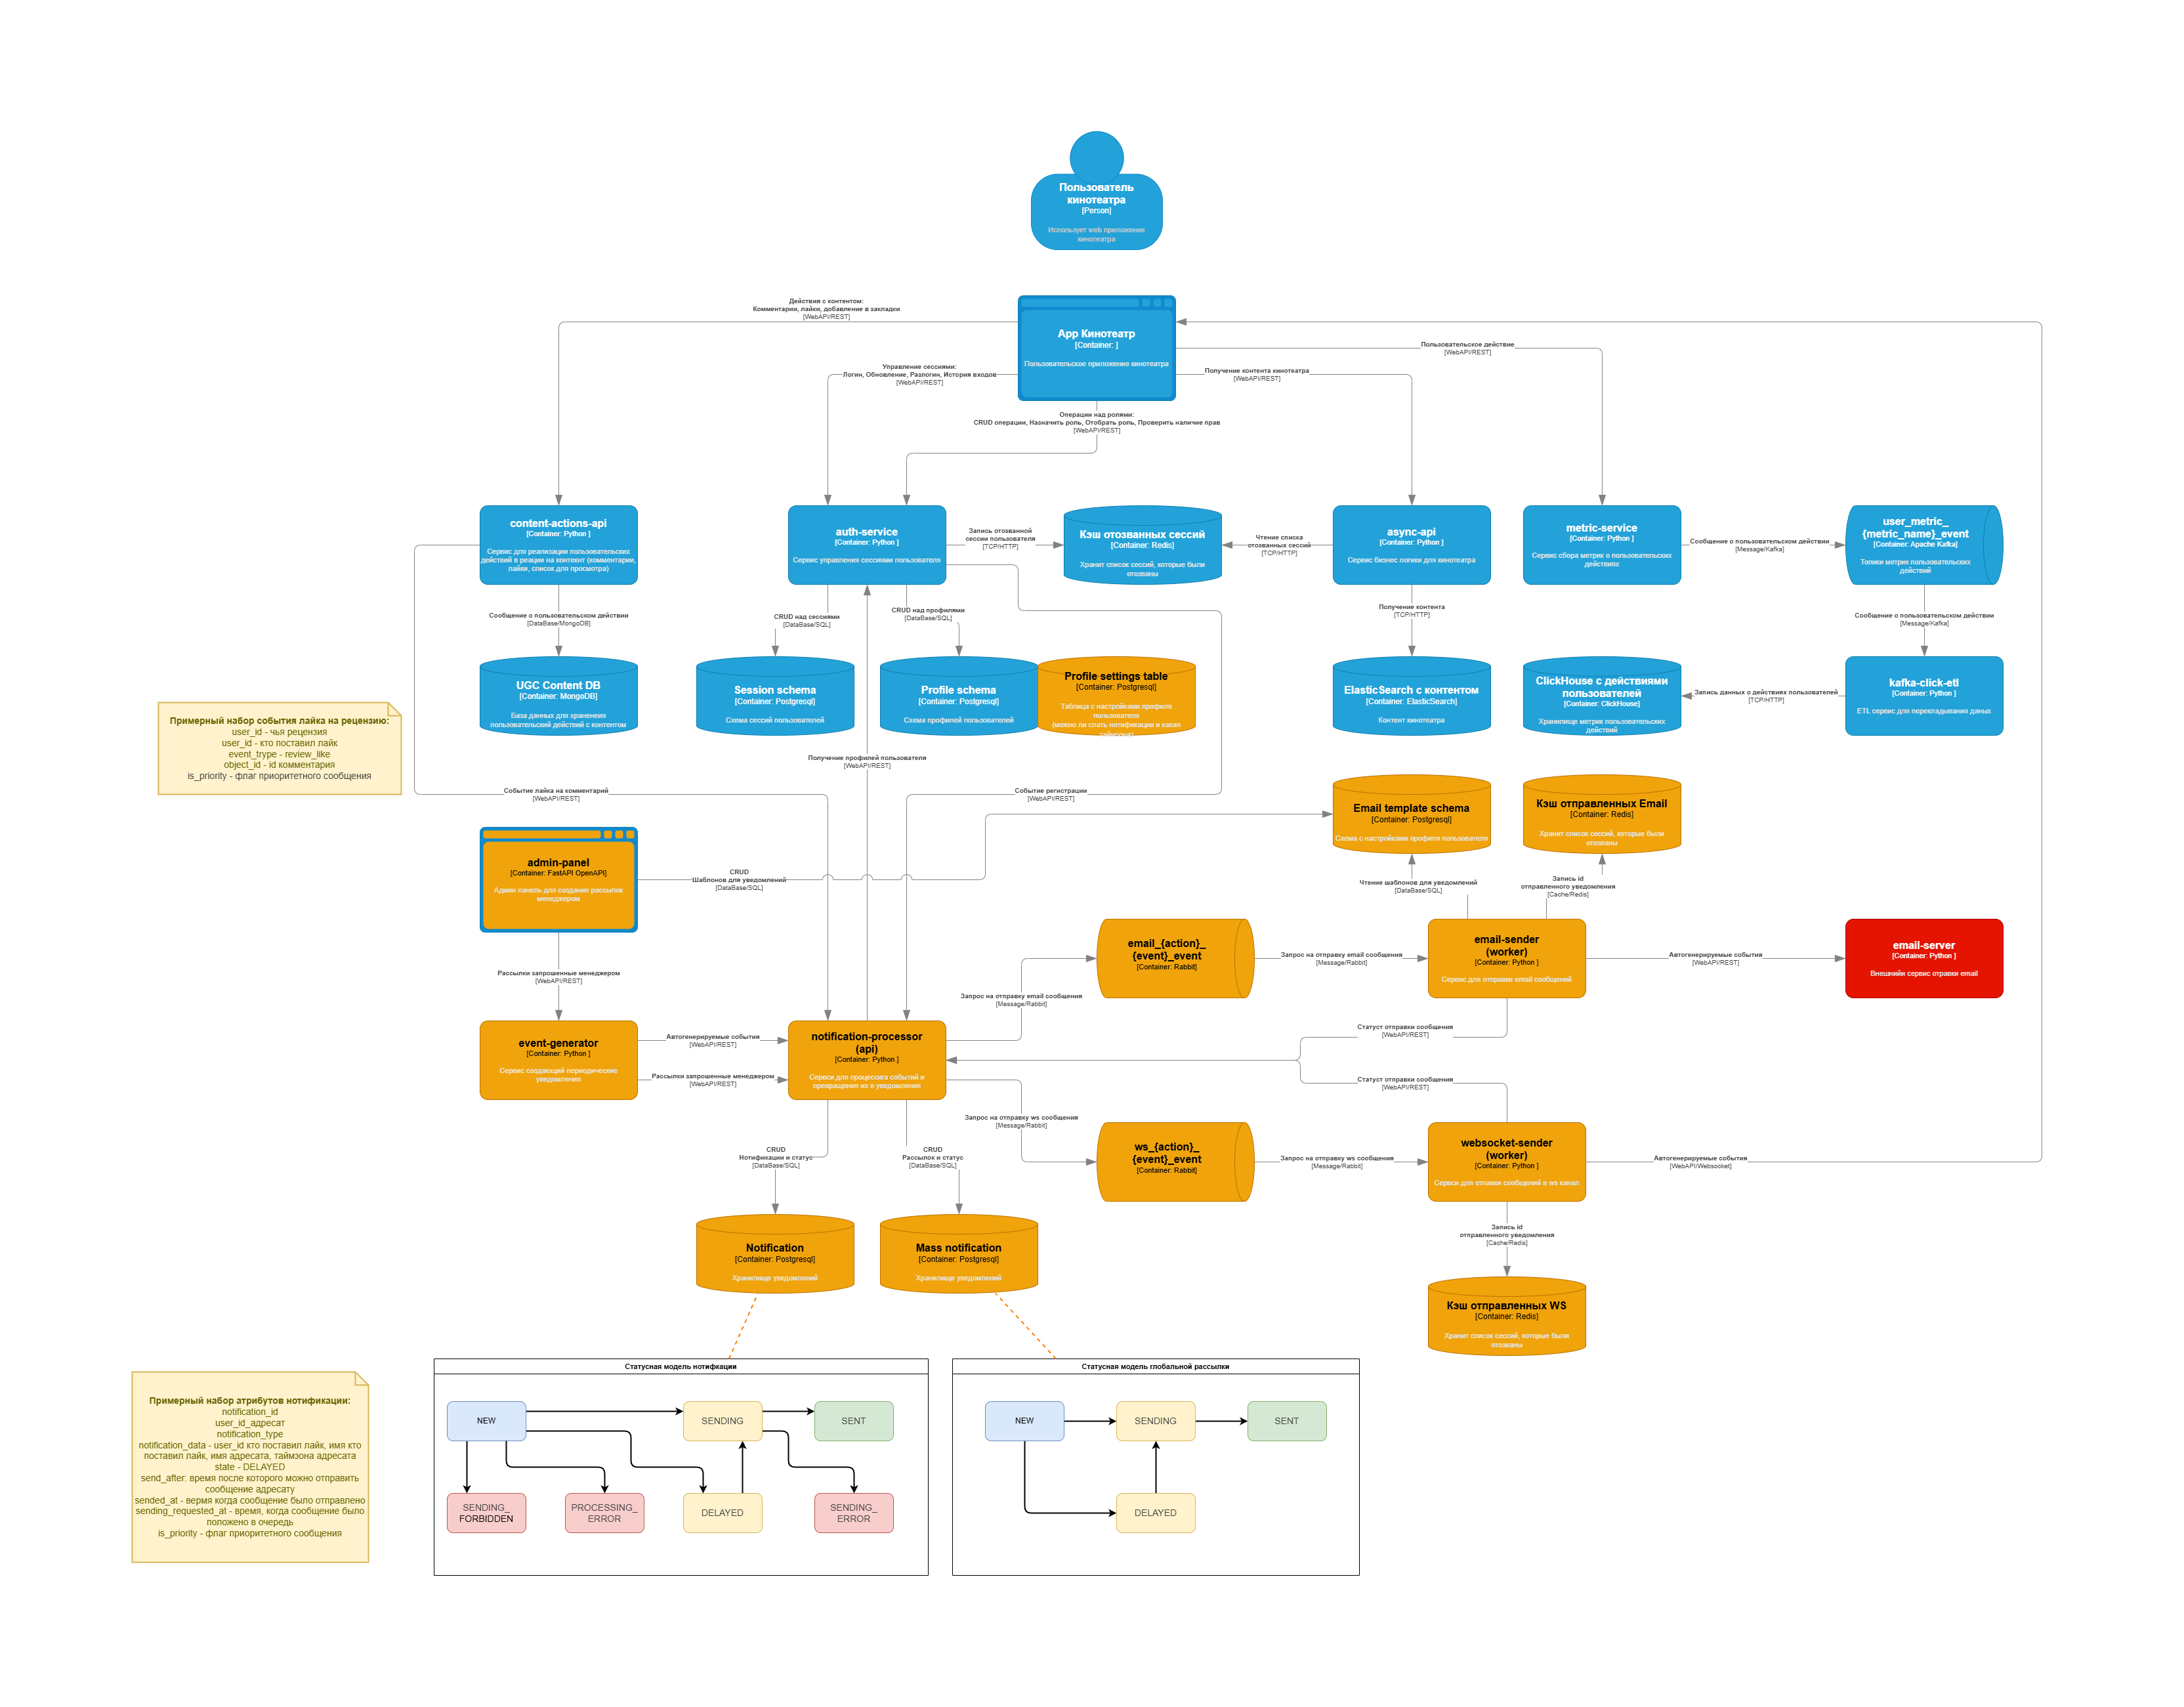 Пользователь
кинотеатра
[Person]
Использует web приложение
кинотеатра
Действия с контентом:
Комментарии, лайки, добавление в закладки
[WebAPI/REST]
App Кинотеатр
[Container: ]
Пользовательское приложение кинотеатра
Пользовательское действие
[WebAPI/REST]
Управление сессиями:
Логин, Обновление, Разлогин, История входов
[WebAPI/REST]
Получение контента кинотеатра
[WebAPI/REST]
Операции над ролями:
CRUD операции, Назначить роль, Отобрать роль, Проверить наличие прав
[WebAPI/REST]
content-actions-api
[Container: Python ]
Сервис для реализации пользовательских
действий в реации на контекнт (комментарии,
лайки, список для просмотра)
auth-service
[Container: Python ]
Сервис управления сессиями пользователя
Запись отозванной
сессии пользователя
[TCP/HTTP]
Кэш отозванных сессий
[Container: Redis]
Хранит список сессий, которые были
отозваны
Чтение списка
отозванных сессий
[TCP/HTTP]
async-api
[Container: Python ]
Сервис бизнес логики для кинотеатра
metric-service
[Container: Python ]
Сервис сбора метрик о пользовательских
действиях
Сообщение о пользовательском действии
[Message/Kafka]
user_metric_
{metric_name}_event
[Container: Apache Kafka]
Топики метрик пользовательских
действий
Сообщение о пользовательском действии
[DataBase/MongoDB]
CRUD над сессиями
[DataBase/SQL]
CRUD над профилями
[DataBase/SQL]
Получение контента
[TCP/HTTP]
Сообщение о пользовательском действии
[Message/Kafka]
UGC Content DB
[Container: MongoDB]
База данных для храненеия
пользовательский действий с контентом
Session schema
[Container: Postgresql]
Схема сессий пользователей
Profile schema
[Container: Postgresql]
Схема профилей пользователей
Profile settings table
[Container: Postgresql]
Таблица с настройками профиля
пользователя
(можно ли слать нотификации и какая
ElasticSearch с контентом
[Container: ElasticSearch]
Контент кинотеатра
ClickHouse с действиями
пользователей
[Container: ClickHouse]
Хранилище метрик пользовательских
действий
Запись данных о действиях пользователей
[TCP/HTTP]
kafka-click-etl
[Container: Python ]
ETL сервис для перекладывания даных
Примерный набор события лайка на рецензию:
user_id - чья рецензия
user_id - кто поставил лайк
event_trype - review_like
object_id - id комментария
is_priority - флаг приоритетного сообщения
Получение профилей пользователя
[WebAPI/REST]
Событие лайка на комментарий
[WebAPI/REST]
Событие регистрации
[WebAPI/REST]
Email template schema
[Container: Postgresql]
Схема с настройками профиля пользователя
Кэш отправленных Email
[Container: Redis]
Хранит список сессий, которые были
отозваны
admin-panel
[Container: FastAPI OpenAPI]
Админ панель для создания рассылок
менеджером
CRUD
Шаблонов для уведомлений
[DataBase/SQL]
Чтение шаблонов для уведомлений
[DataBase/SQL]
Запись id
отправленного уведомления
[Cache/Redis]
email_{action}_
{event}_event
[Container: Rabbit]
Запрос на отправку email сообщения
[Message/Rabbit]
email-sender
(worker)
[Container: Python ]
Сервис для отправки email сообщений
Автогенерируемые события
[WebAPI/REST]
email-server
[Container: Python ]
Внешнийи сервис отравки email
Рассылки запрошенные менеджером
[WebAPI/REST]
Запрос на отправку email сообщения
[Message/Rabbit]
event-generator
[Container: Python ]
Сервис создающий периодические
уведомления
Автогенерируемые события
[WebAPI/REST]
Рассылки запрошенные менеджером
[WebAPI/REST]
notification-processor
(api)
[Container: Python ]
Сервси для процессига событий и
превращения их в уведомления
Статуст отправки сообщения
[WebAPI/REST]
Статуст отправки сообщения
[WebAPI/REST]
Запрос на отправку ws сообщения
[Message/Rabbit]
CRUD
Нотификации и статус
[DataBase/SQL]
CRUD
Рассылок и статус
[DataBase/SQL]
ws_{action}_
{event}_event
[Container: Rabbit]
Запрос на отправку ws сообщения
[Message/Rabbit]
websocket-sender
(worker)
[Container: Python ]
Сервси для отпавки сообщений в ws канал
Автогенерируемые события
[WebAPI/Websocket]
Notification
[Container: Postgresql]
Хранилище уведомлений
Mass notification
[Container: Postgresql]
Хранилище уведомлений
Запись id
отправленного уведомления
[Cache/Redis]
Кэш отправленных WS
[Container: Redis]
Хранит список сессий, которые были
отозваны
Примерный набор атрибутов нотификации:
notification_id
user_id_адресат
notification_type
notification_data - user_id кто поставил лайк, имя кто
поставил лайк, имя адресата, таймзона адресата
state - DELAYED
send_after: время после которого можно отправить
сообщение адресату
sended_at - вермя когда сообщение было отправлено
sending_requested_at - время, когда сообщение было
положено в очередь
is_priority - флаг приоритетного сообщения
Статусная модель нотифкации
NEW
SENDING
SENT
SENDING_
FORBIDDEN
PROCESSING_
ERROR
DELAYED
SENDING_
ERROR
Статусная модель глобальной рассылки
NEW
SENDING
SENT
DELAYED